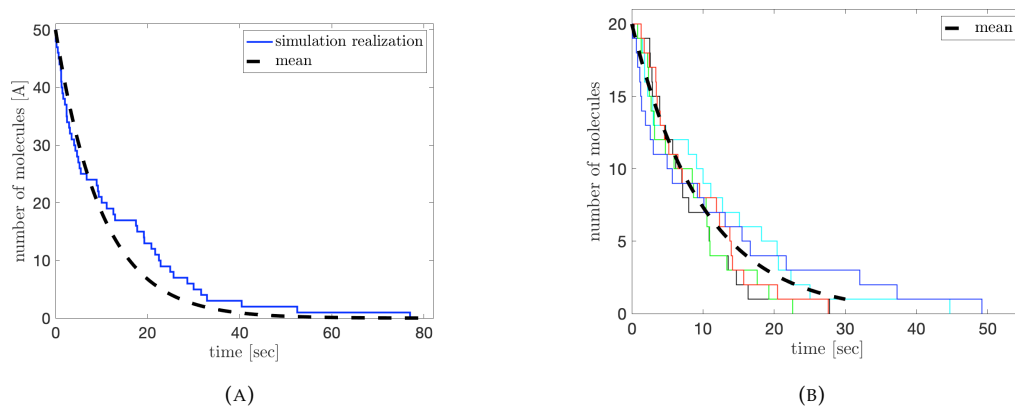 50
40
30
20
10
0
number of molecules [A]
simulation realization
mean
0 20 40 60 80
time [sec]
(A)
20
15
10
5
0
number of molecules
mean
0 10 20 30 40 50
time [sec]
(B)